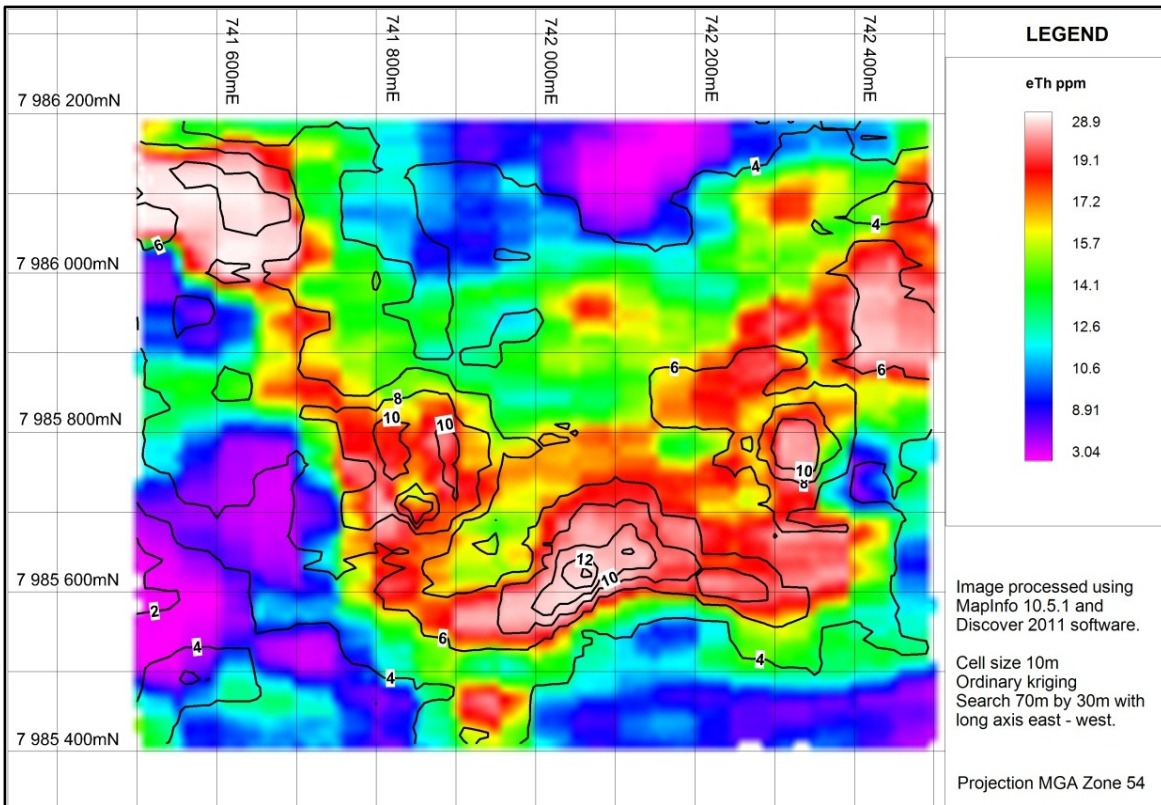 741 600mE
741 800mE
742 000mE
742 200mE
742 400mE
7 986 200mN
7 986 000mN
7 985 800mN
7 985 600mN
7 985 400mN
4
4
6
6
6
8
10
10
10
8
12
10
2
6
4
4
4
LEGEND
eTh ppm
28.9
19.1
17.2
15.7
14.1
12.6
10.6
8.91
3.04
Image processed using
MapInfo 10.5.1 and
Discover 2011 software.
Cell size 10m
Ordinary kriging
Search 70m by 30m with
long axis east - west.
Projection MGA Zone 54